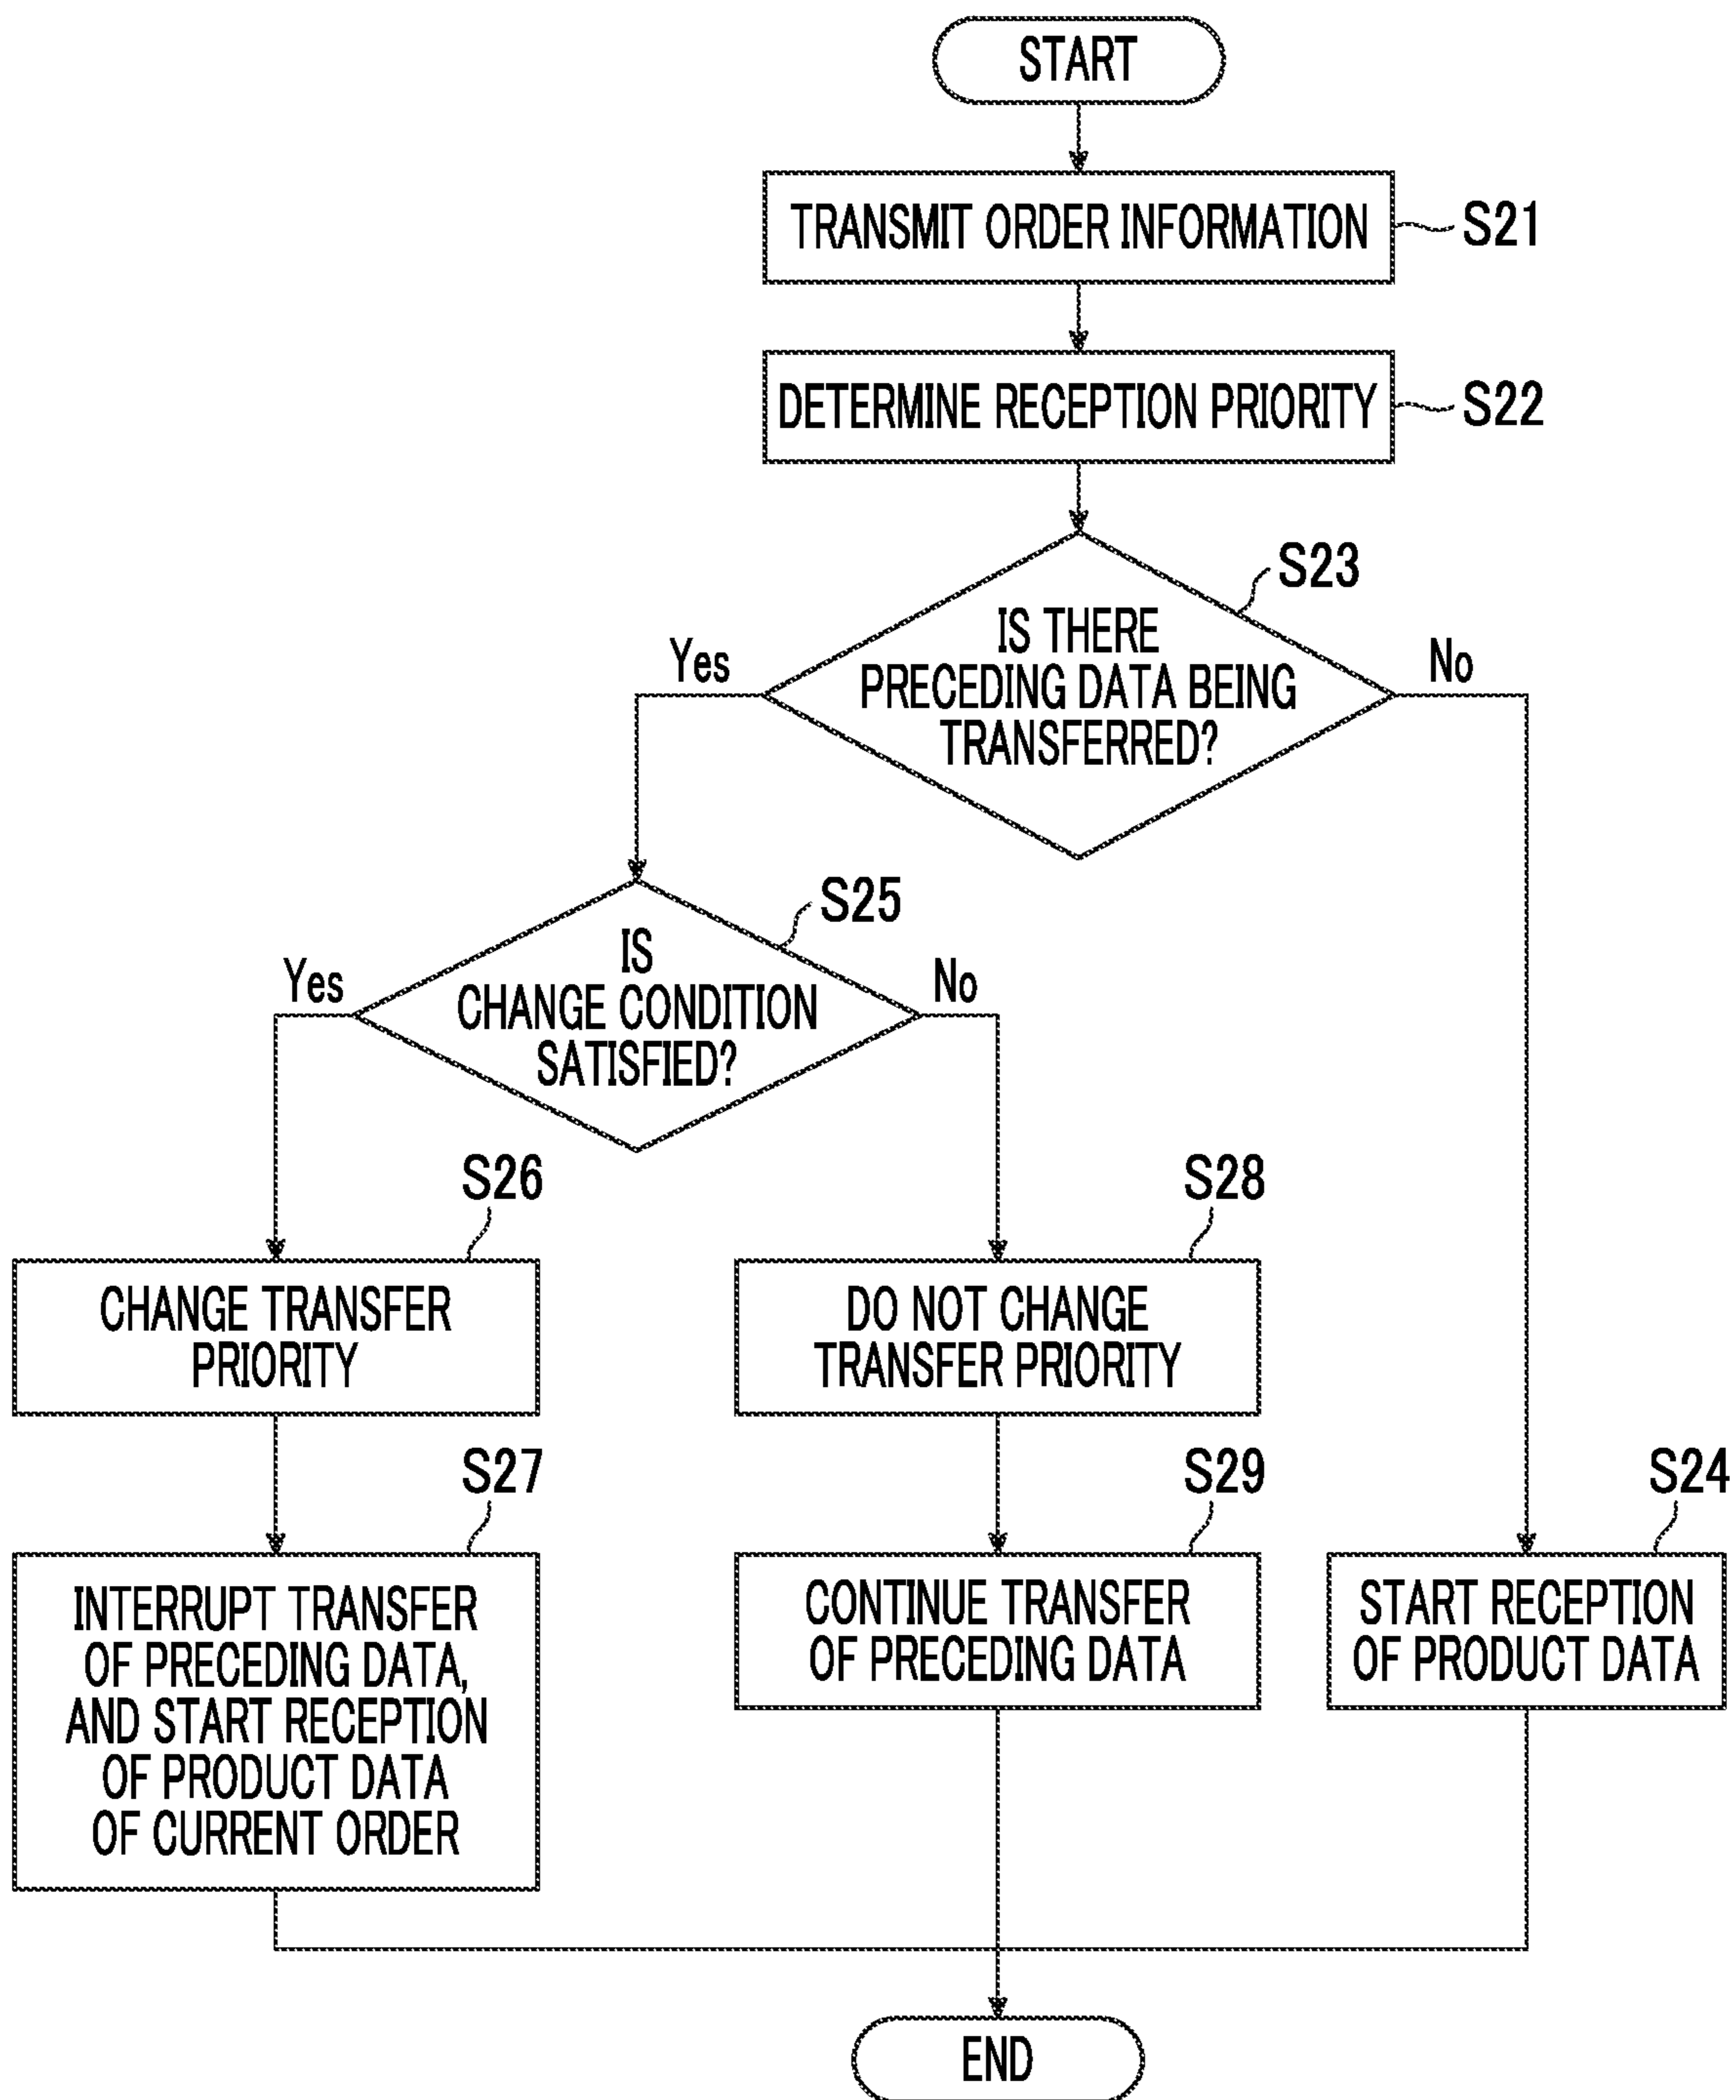 START
TRANSMIT ORDER INFORMATION
S21
DETERMINE RECEPTION PRIORITY
S22
S23
IS THERE
PRECEDING DATA BEING
TRANSFERRED?
Yes
No
S25
IS
CHANGE CONDITION
SATISFIED?
Yes
No
S26
CHANGE TRANSFER
PRIORITY
S28
DO NOT CHANGE
TRANSFER PRIORITY
S27
INTERRUPT TRANSFER
OF PRECEDING DATA,
AND START RECEPTION
OF PRODUCT DATA
OF CURRENT ORDER
S29
CONTINUE TRANSFER
OF PRECEDING DATA
S24
START RECEPTION
OF PRODUCT DATA
END